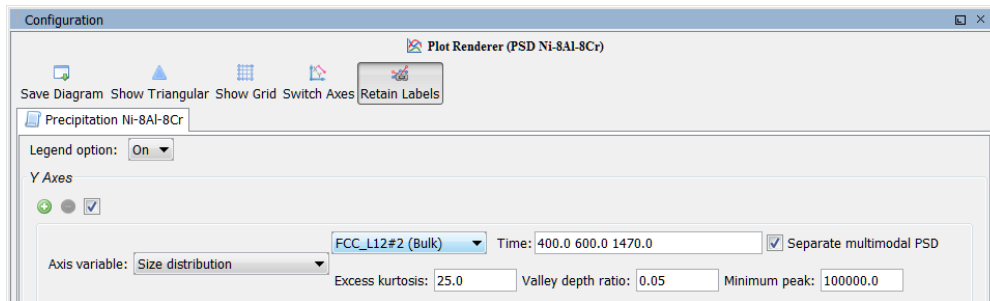 Configuration
Plot Renderer (PSD Ni-8Al-8Cr)
Save Diagram Show Triangular Show Grid Switch Axes Retain Labels
Precipitation Ni-8Al-8Cr
Legend option: On
Y Axes
FCC_L12#2 (Bulk) Time: 400.0 600.0 1470.0 Separate multimodal PSD
Axis variable: Size distribution
Excess kurtosis: 25.0 Valley depth ratio: 0.05 Minimum peak: 100000.0